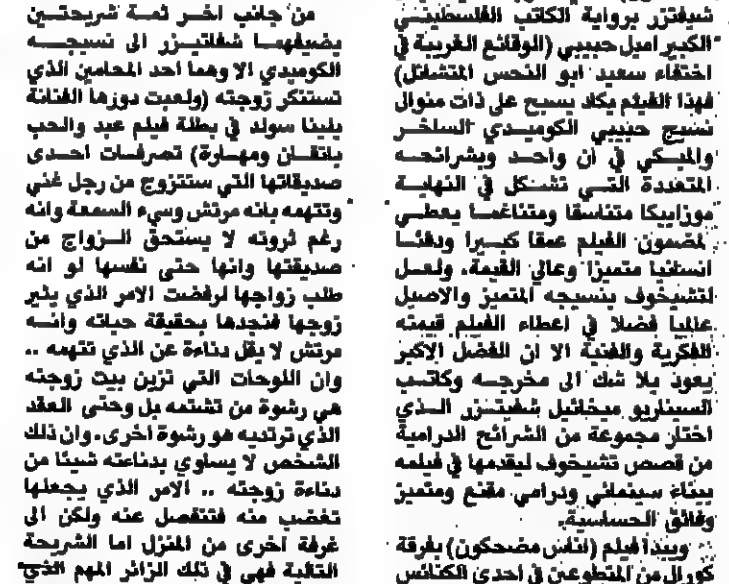 شفيتزر برواية الكاتب الفلسطيني
الكبير اميل حبيبي (الوقائع الغريبة في
اختفاء سعيد ابو النحس المتشائل)
فهذا الفيلم يكاد يسبح على ذات منوال
نسيج حبيبي الكوميدي الساخر
والمبكي في ان واحد وبشرائحه
المتعددة التي تشكل في النهاية
موزاييكا متناسقا ومتناغما يعطي
لمضمون الفيلم عمقا كبيرا ودفئا
انسانيا متميزا وعالي القيمة. ولعل
لتشيخوف بنسيجه المتميز والاصيل
عالميا فضلا في اعطاء الفيلم قيمته
الفكرية والفنية الا ان الفضل الاكبر
يعود بلا شك الى مخرجه وكاتب
السيناريو ميخائيل شفيتزر الذي
اختار مجموعة من الشرائح الدرامية
من قصص تشيخوف ليقدمها في فيلمه
ببناء سينمائي ودرامي مقنع ومتميز
وفائق الحساسية.
ويبدأ فيلم (اناس مضحكون) بفرقة
كورال من المتطوعين في احدى الكنائس
من جانب اخر ثمة شريحتين
يضيفهما شفاتيزر الى نسيجه
الكوميدي الا وهما احد المحامين الذي
تستنكر زوجته (ولعبت دورها الفنانة
يلينا سولد في بطلة فيلم عبد والحب
باتقان ومهارة) تصرفات احدى
صديقاتها التي ستتزوج من رجل غني
وتتهمه بانه مرتش وسيء السمعة وانه
رغم ثروته لا يستحق الزواج من
صديقتها وانها حتى نفسها لو انه
طلب زواجها لرفضت الامر الذي يثير
زوجها فنجدها بحقيقة حياته وانه
مرتش لا يقل دناءة عن الذي تتهمه ..
وان اللوحات التي تزين بيت زوجته
هي رشوة من تشتمه بل وحتى العقد
الذي ترتديه هو رشوة اخرى. وان ذلك
الشخص لا يساوي بدناءته شيئا من
دناءة زوجته .. الامر الذي يجعلها
تغضب منه فتنفصل عنه ولكن الى
غرفة اخرى من المنزل اما الشريحة
التالية فهي في تلك الزائر المهم الذي